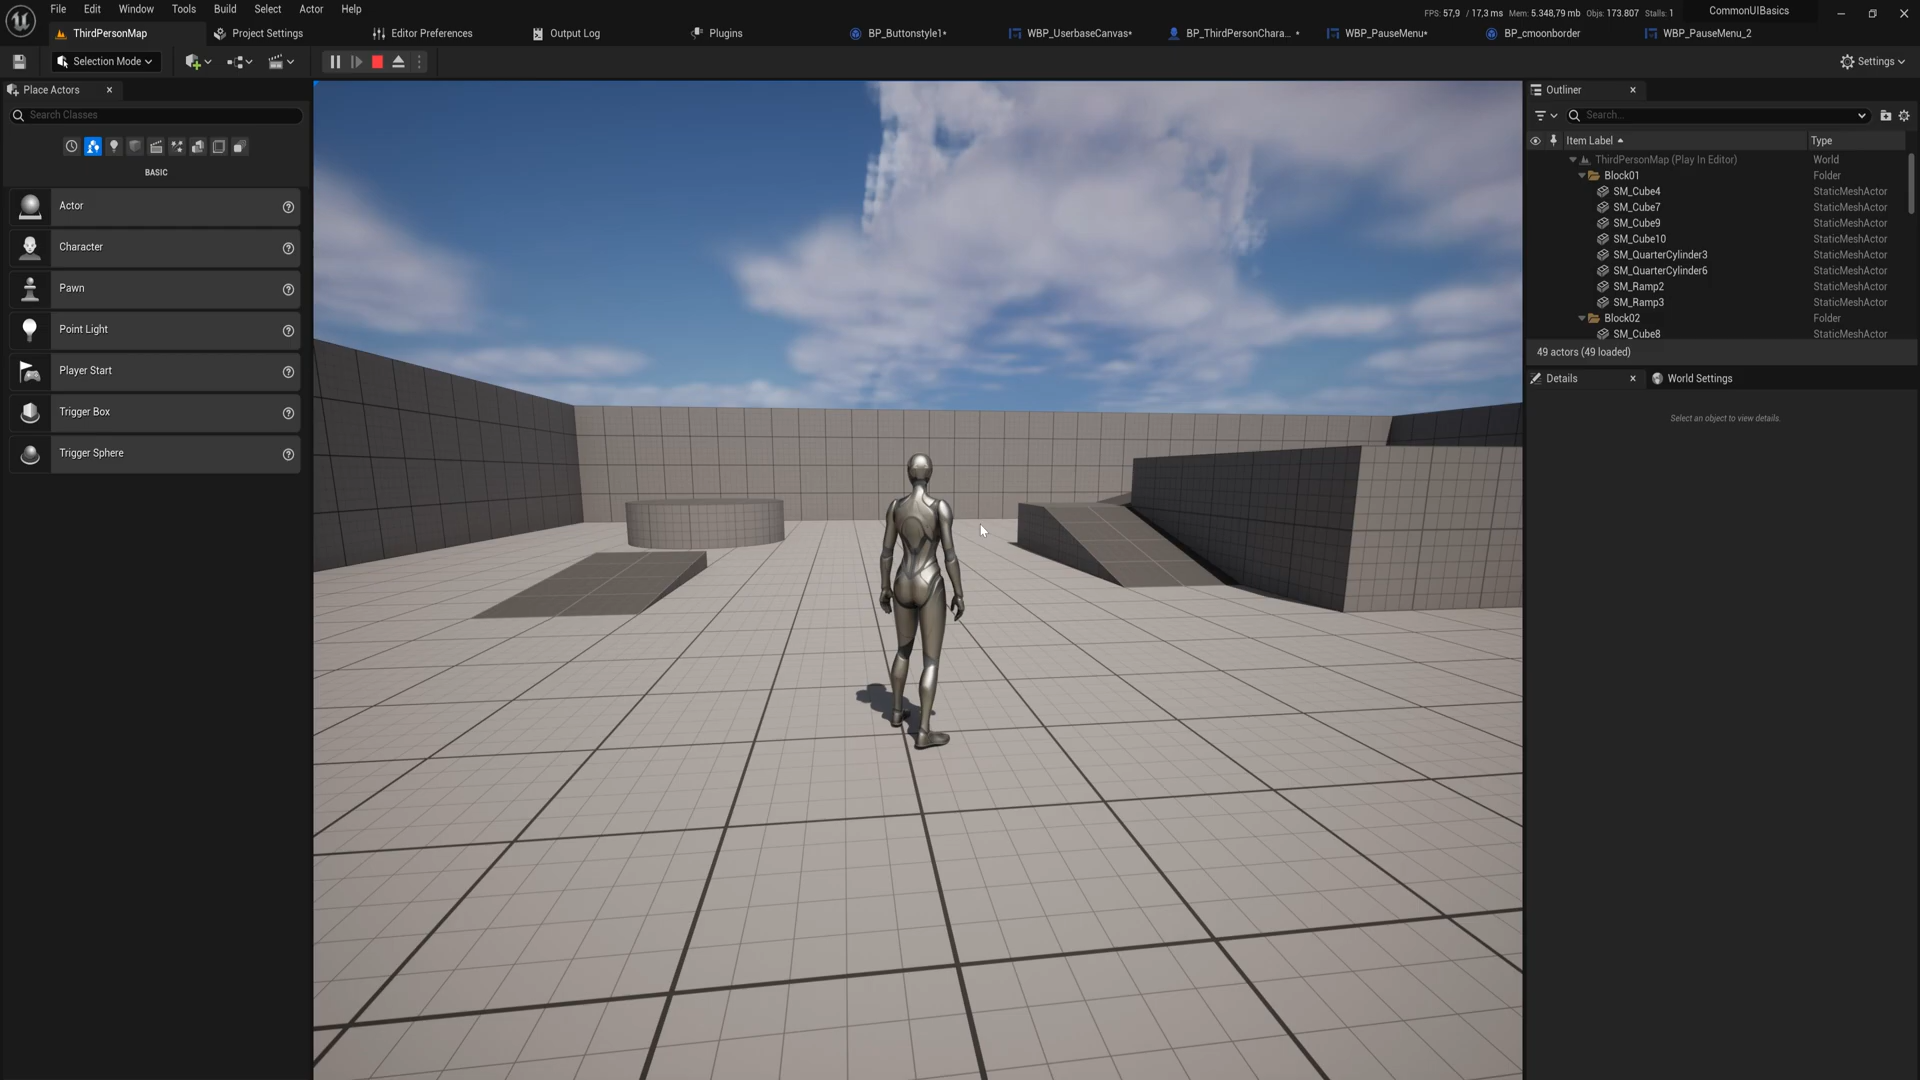 File Edit Window Tools Build Select Actor Help
FPS: 57,9 / 17,3 ms Mem: 5.348,79 mb Objs: 173.807 Stalls: 1
CommonUIBasics
ThirdPersonMap
Project Settings
Editor Preferences
Output Log
Plugins
BP_Buttonstyle1*
WBP_UserbaseCanvas*
BP_ThirdPersonChara... *
WBP_PauseMenu*
BP_cmoonborder
WBP_PauseMenu_2
Selection Mode
Settings
Place Actors
Search Classes
BASIC
Actor
Character
Pawn
Point Light
Player Start
Trigger Box
Trigger Sphere
Outliner
Search...
Item Label Type
ThirdPersonMap (Play In Editor) World
Block01 Folder
SM_Cube4 StaticMeshActor
SM_Cube7 StaticMeshActor
SM_Cube9 StaticMeshActor
SM_Cube10 StaticMeshActor
SM_QuarterCylinder3 StaticMeshActor
SM_QuarterCylinder6 StaticMeshActor
SM_Ramp2 StaticMeshActor
SM_Ramp3 StaticMeshActor
Block02 Folder
SM_Cube8 StaticMeshActor
49 actors (49 loaded)
Details
World Settings
Select an object to view details.